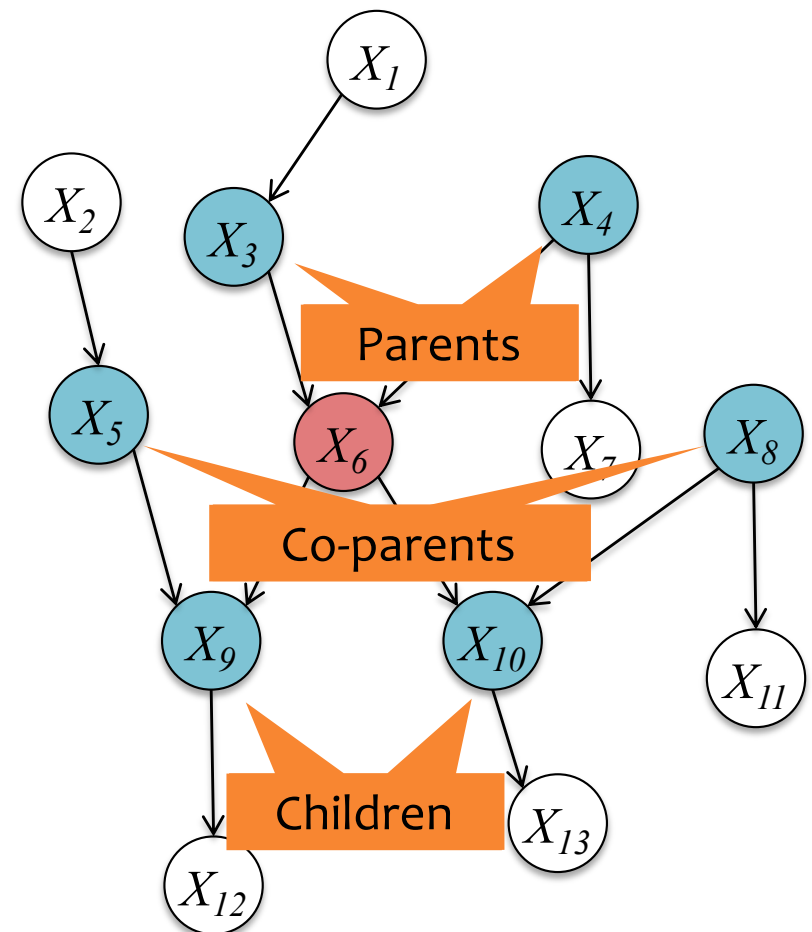 X1
X2
X3
X4
Parents
X5
X6
X7
X8
Co-parents
X9
X10
X11
Children
X12
X13